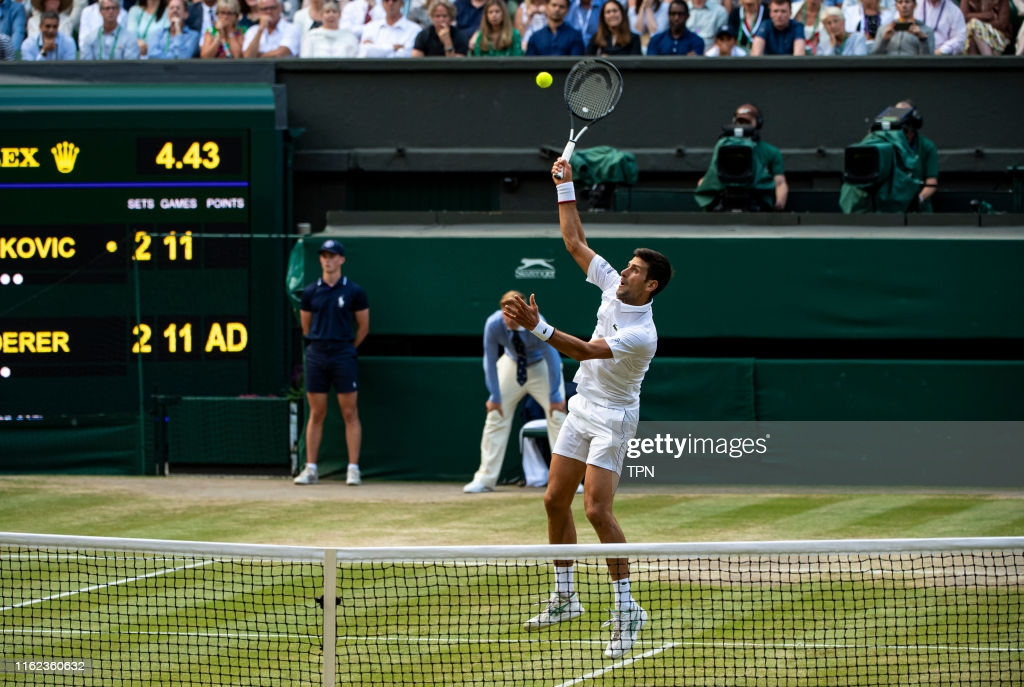 EX 4.43
SETS GAMES POINTS
KOVIC 2 11
DERER 2 11 AD
Slazenger
gettyimages
TPN
1162360632